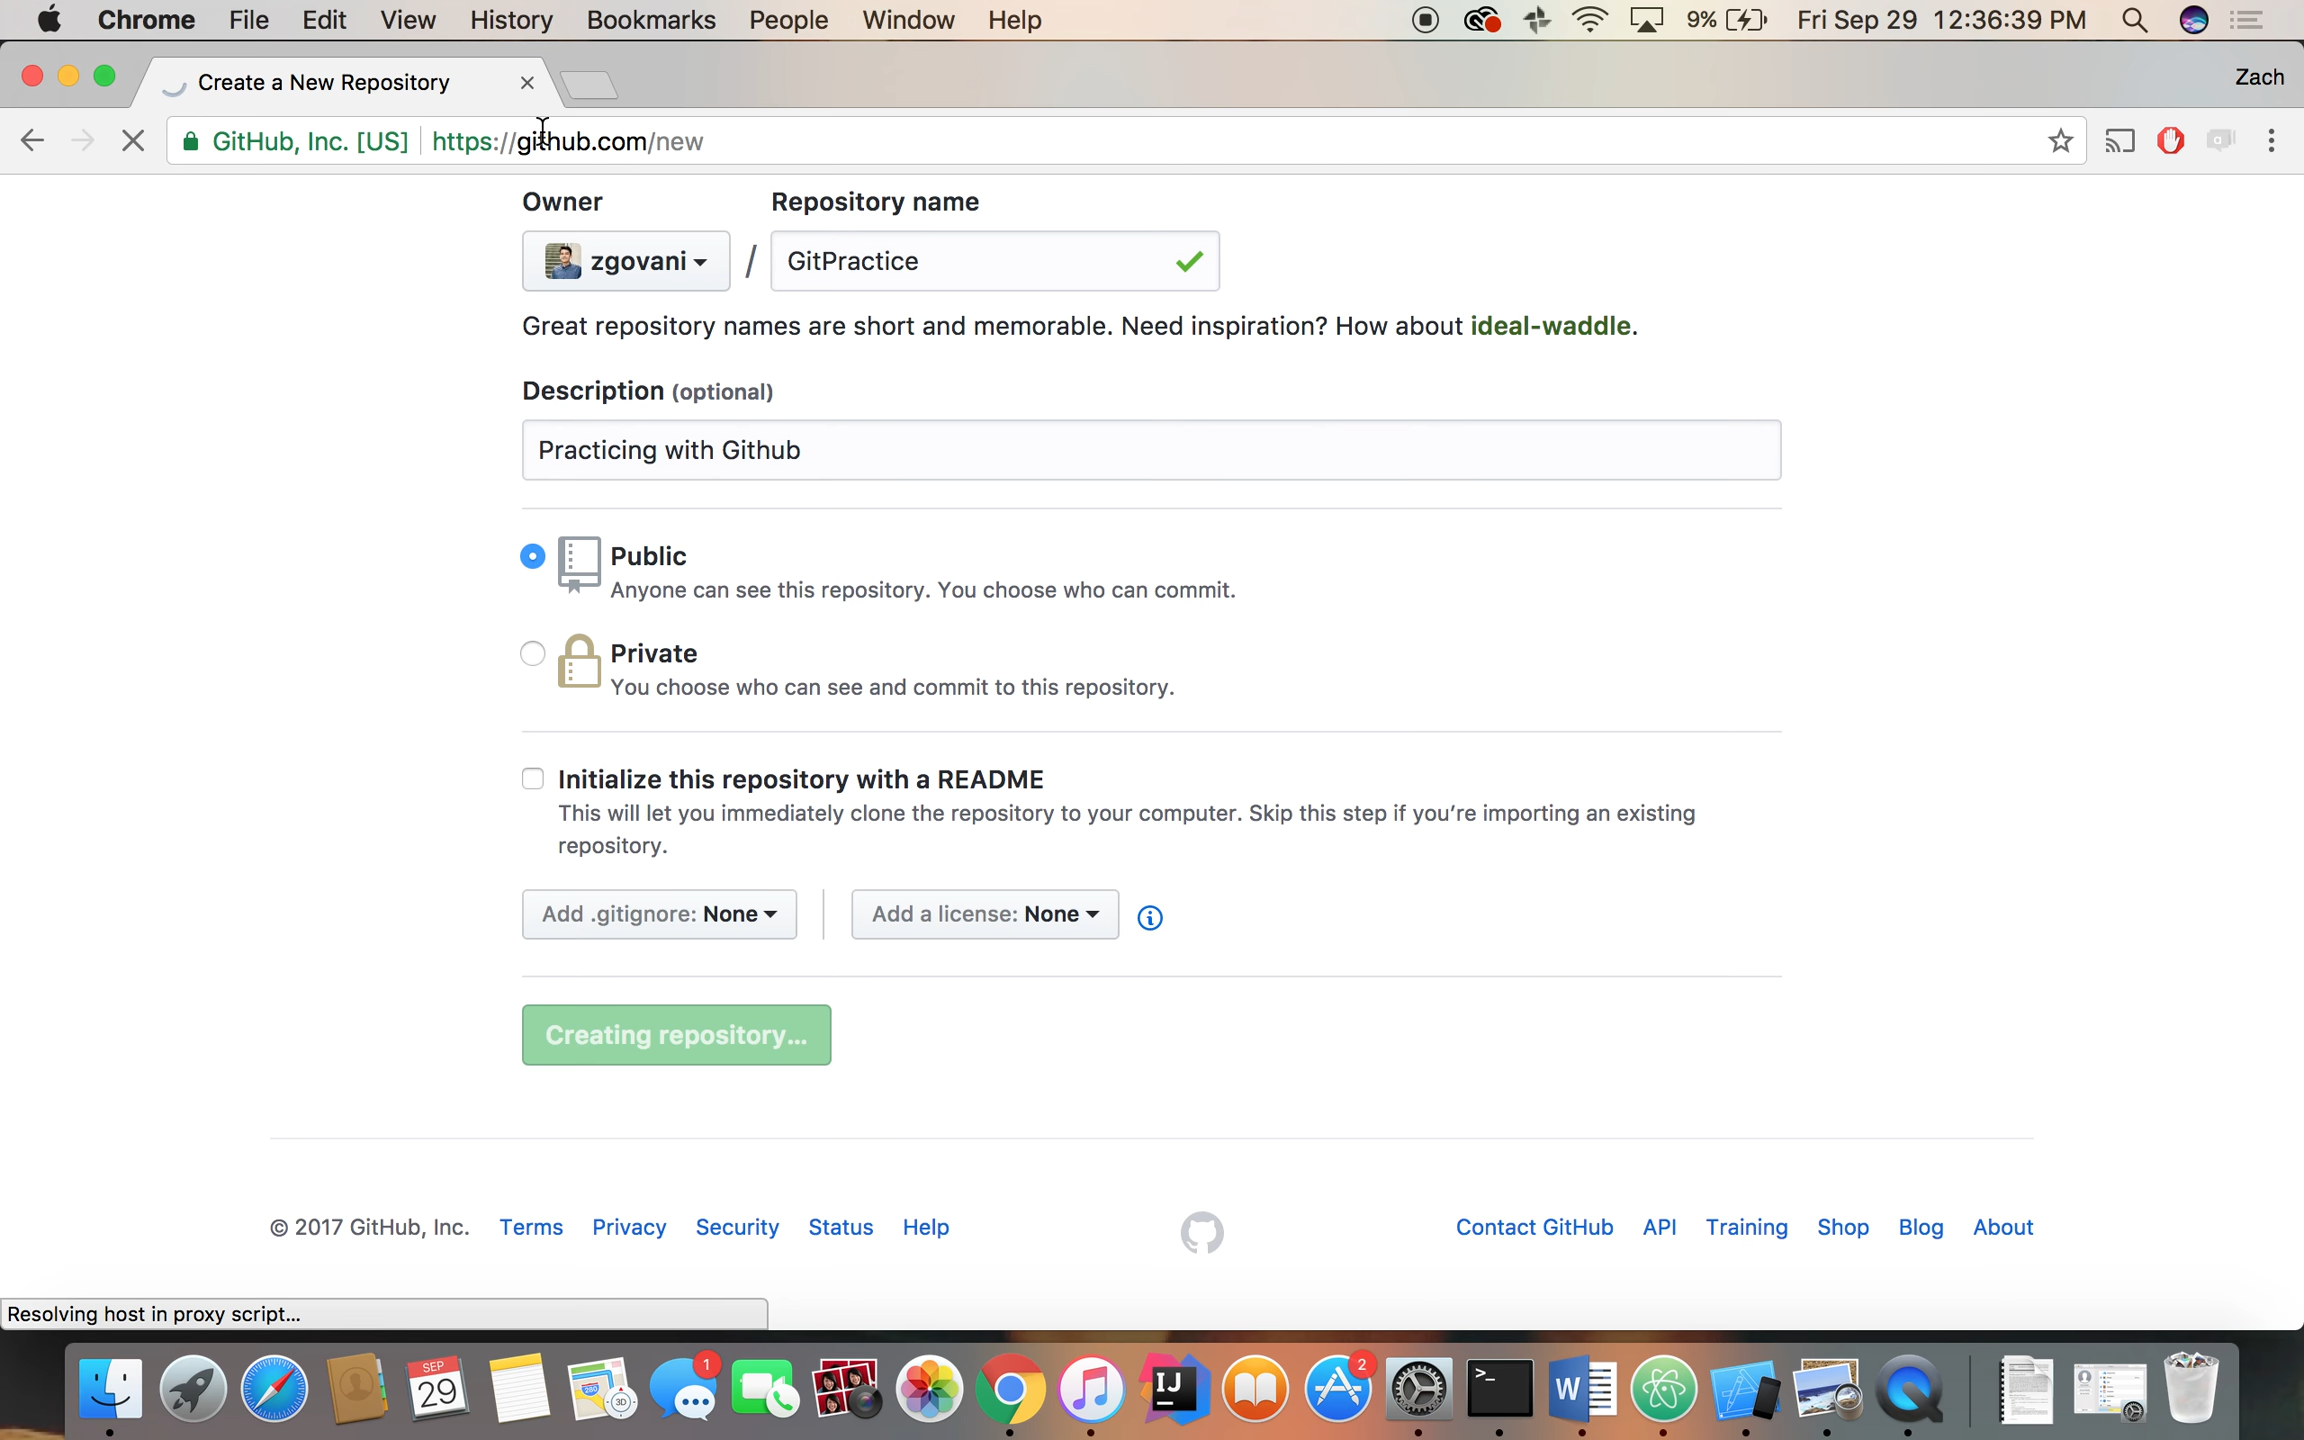 Chrome File Edit View History Bookmarks People Window Help 9% Fri Sep 29 12:36:39 PM
Create a New Repository Zach
GitHub, Inc. [US] https://github.com/new
Owner Repository name
zgovani / GitPractice
Great repository names are short and memorable. Need inspiration? How about ideal-waddle.
Description (optional)
Practicing with Github
Public
Anyone can see this repository. You choose who can commit.
Private
You choose who can see and commit to this repository.
Initialize this repository with a README
This will let you immediately clone the repository to your computer. Skip this step if you're importing an existing
repository.
Add .gitignore: None Add a license: None
Creating repository...
© 2017 GitHub, Inc. Terms Privacy Security Status Help Contact GitHub API Training Shop Blog About
Resolving host in proxy script...
SEP
29
280
3D
1
IJ
2
>_
W